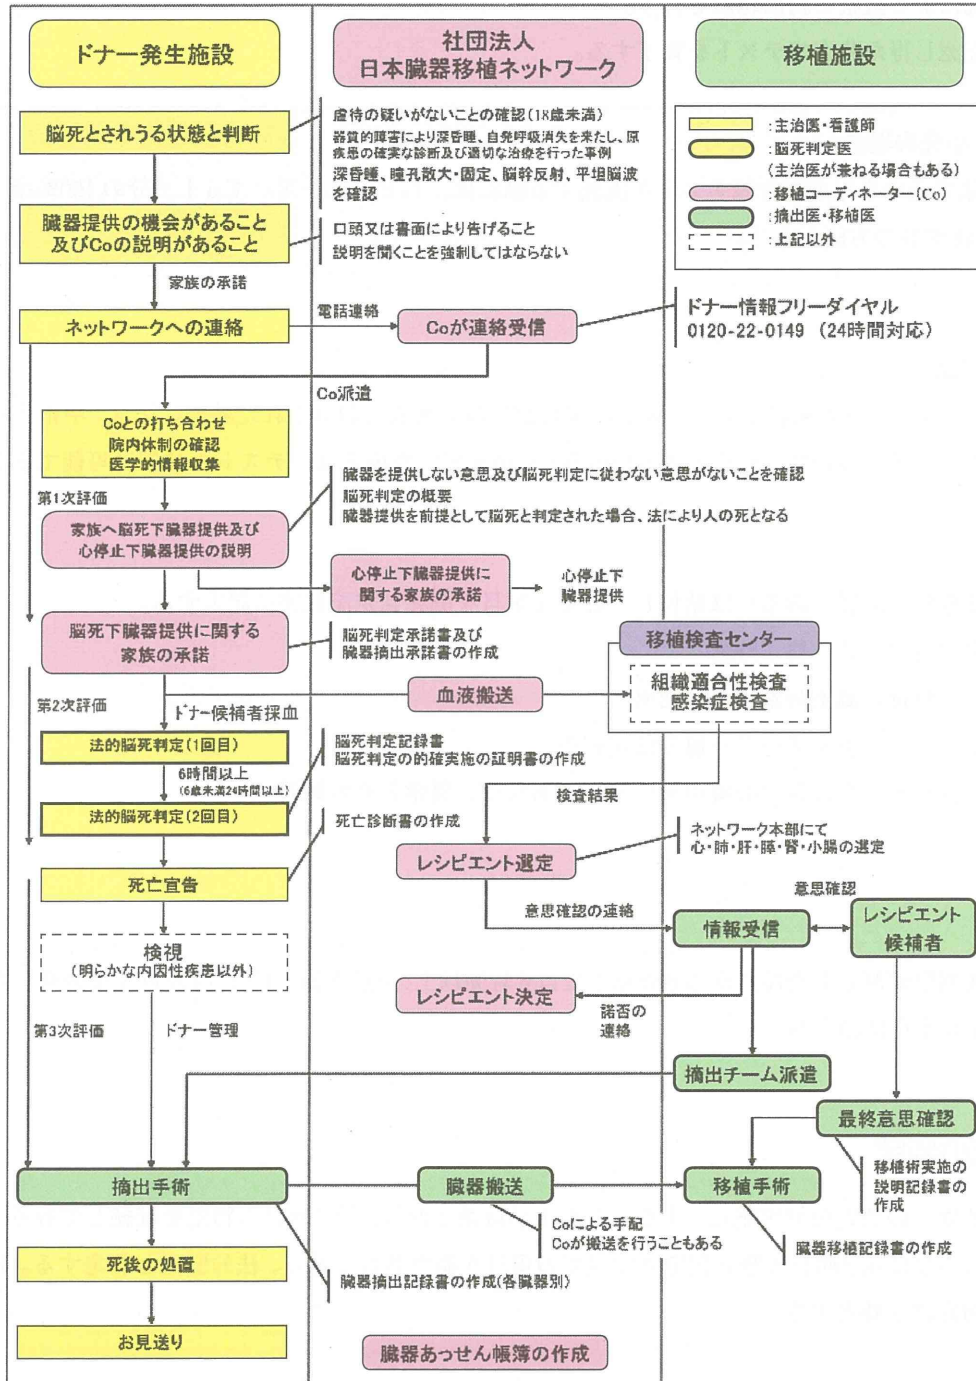 ドナー発生施設
社団法人
日本臓器移植ネットワーク
移植施設
脳死とされうる状態と判断
虐待の疑いがないことの確認(18歳未満)
器質的障害により深昏睡、自発呼吸消失を来たし、原
疾患の確実な診断及び適切な治療を行った事例
深昏睡、瞳孔散大・固定、脳幹反射、平坦脳波
を確認
:主治医・看護師
:脳死判定医
(主治医が兼ねる場合もある)
:移植コーディネーター(Co)
:摘出医・移植医
:上記以外
臓器提供の機会があること
及びCoの説明があること
口頭又は書面により告げること
説明を聞くことを強制してはならない
家族の承諾
ネットワークへの連絡
電話連絡
Coが連絡受信
ドナー情報フリーダイヤル
0120-22-0149 (24時間対応)
Co派遣
Coとの打ち合わせ
院内体制の確認
医学的情報収集
第1次評価
臓器を提供しない意思及び脳死判定に従わない意思がないことを確認
脳死判定の概要
臓器提供を前提として脳死と判定された場合、法により人の死となる
家族へ脳死下臓器提供及び
心停止下臓器提供の説明
心停止下臓器提供に
関する家族の承諾
心停止下
臓器提供
脳死下臓器提供に関する
家族の承諾
脳死判定承諾書及び
臓器摘出承諾書の作成
移植検査センター
組織適合性検査
感染症検査
第2次評価
ドナー候補者採血
血液搬送
法的脳死判定(1回目)
6時間以上
(6歳未満24時間以上)
脳死判定記録書
脳死判定の的確実施の証明書の作成
法的脳死判定(2回目)
検査結果
死亡診断書の作成
レシピエント選定
ネットワーク本部にて
心・肺・肝・膵・腎・小腸の選定
死亡宣告
意思確認の連絡
意思確認
情報受信
レシピエント
候補者
検視
(明らかな内因性疾患以外)
レシピエント決定
諾否の
連絡
第3次評価
ドナー管理
摘出チーム派遣
最終意思確認
移植術実施の
説明記録書の
作成
摘出手術
臓器搬送
移植手術
Coによる手配
Coが搬送を行うこともある
臓器移植記録書の作成
死後の処置
臓器摘出記録書の作成(各臓器別)
お見送り
臓器あっせん帳簿の作成